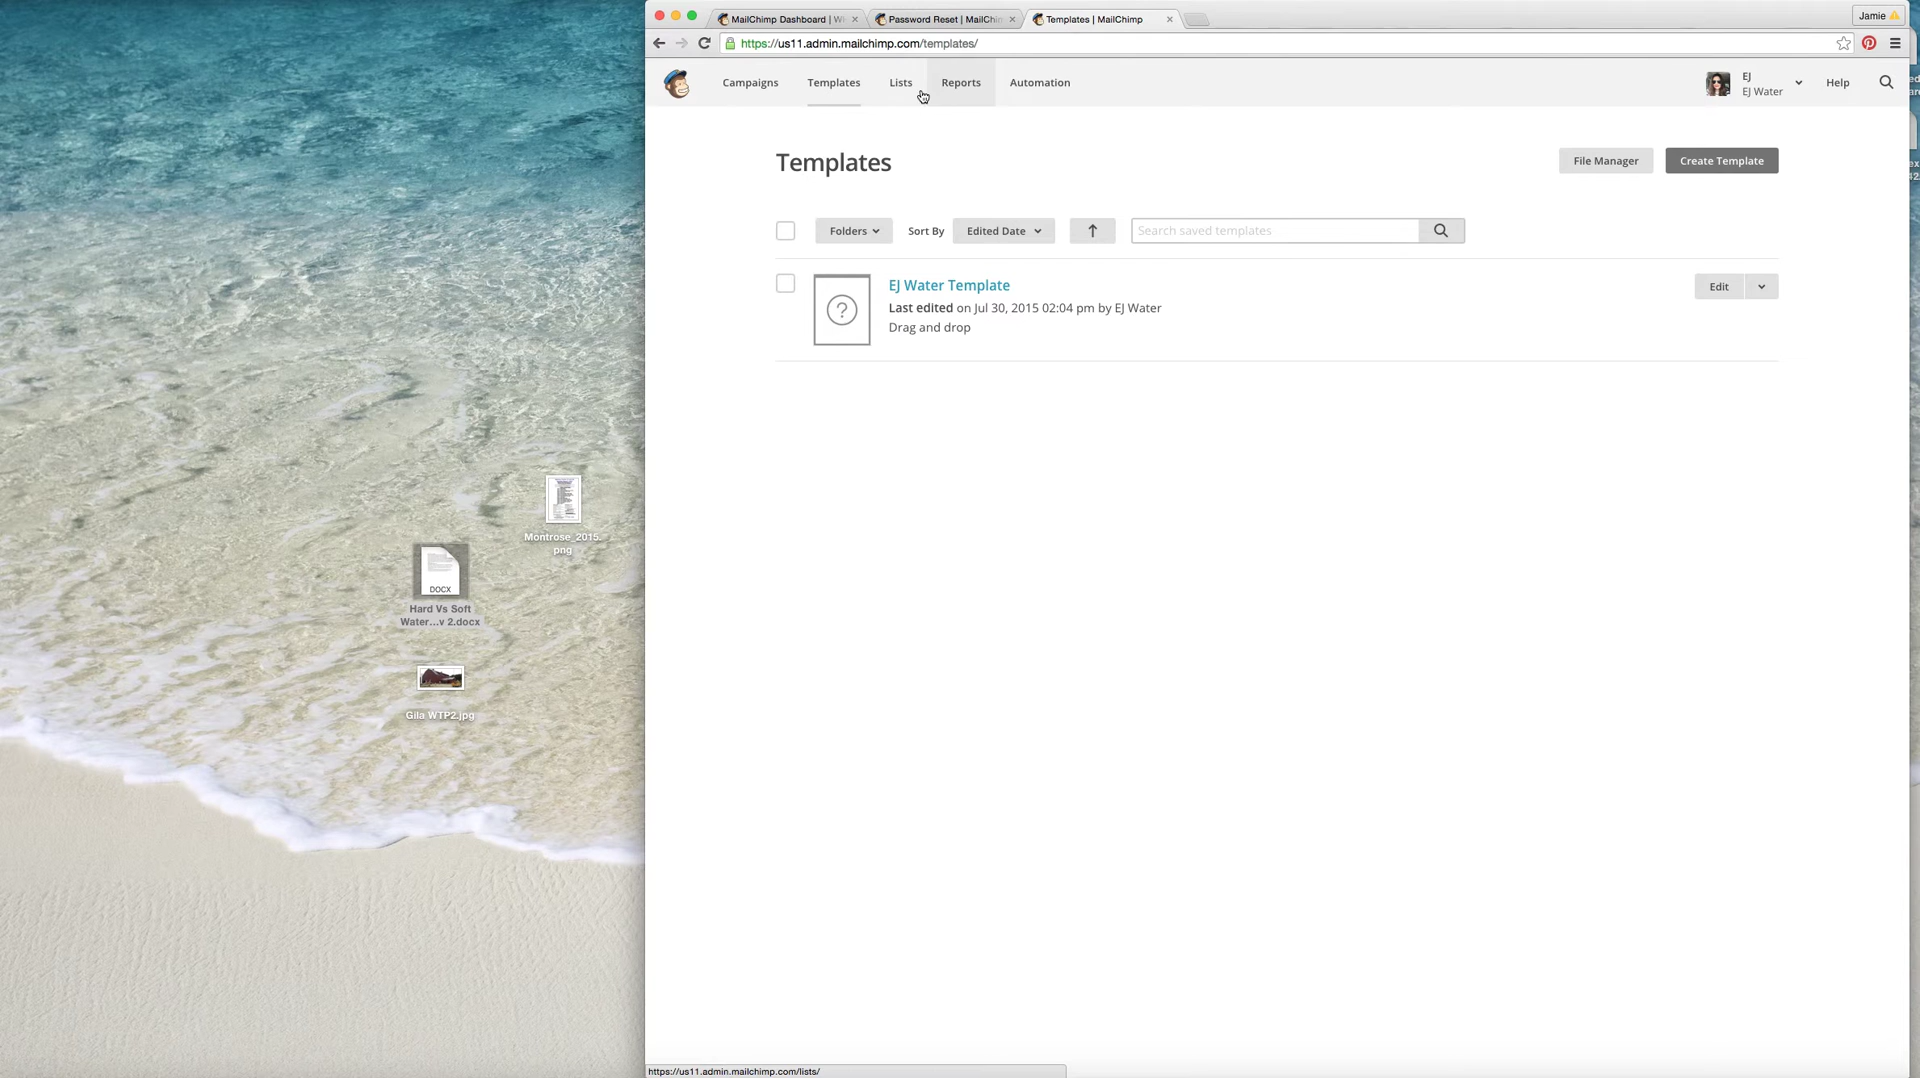 MailChimp Dashboard | Wi
Password Reset | MailChi
Templates | MailChimp
Jamie
https://us11.admin.mailchimp.com/templates/
Campaigns
Templates
Lists
Reports
Automation
EJ
EJ Water
Help
Templates
File Manager
Create Template
Folders
Sort By
Edited Date
Search saved templates
EJ Water Template
Last edited on Jul 30, 2015 02:04 pm by EJ Water
Drag and drop
Edit
Montrose_2015.
png
DOCX
Hard Vs Soft
Water...v 2.docx
Gila WTP2.jpg
https://us11.admin.mailchimp.com/lists/